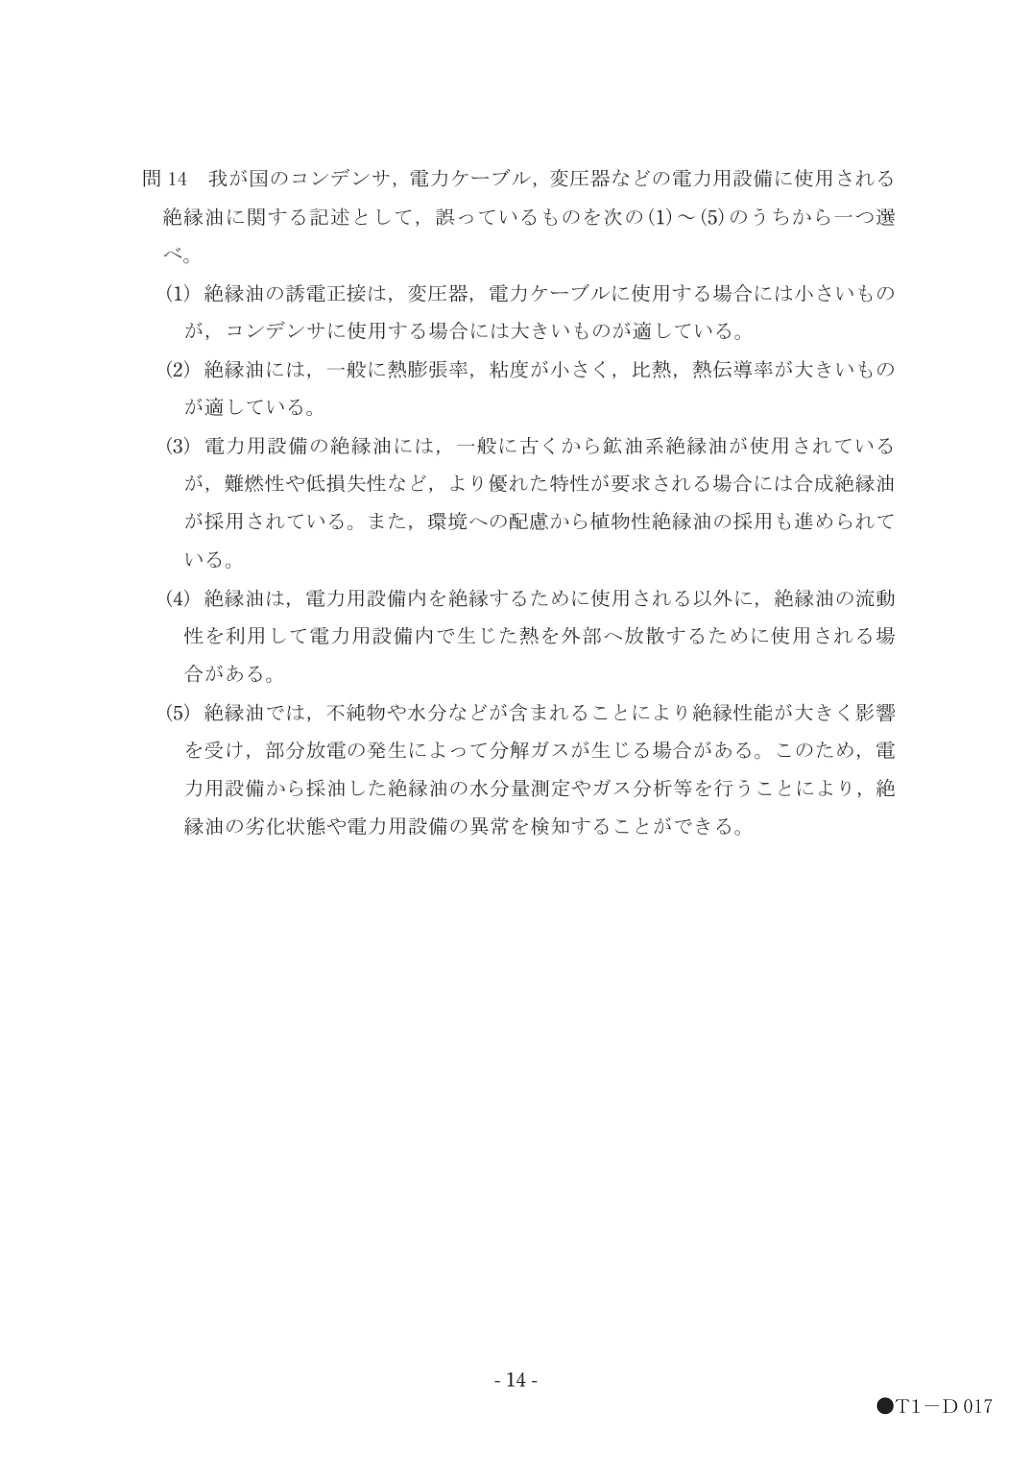 問 14　我が国のコンデンサ，電力ケーブル，変圧器などの電力用設備に使用される
絶縁油に関する記述として，誤っているものを次の(1)～(5)のうちから一つ選
べ。
(1) 絶縁油の誘電正接は，変圧器，電力ケーブルに使用する場合には小さいもの
が，コンデンサに使用する場合には大きいものが適している。
(2) 絶縁油には，一般に熱膨張率，粘度が小さく，比熱，熱伝導率が大きいもの
が適している。
(3) 電力用設備の絶縁油には，一般に古くから鉱油系絶縁油が使用されている
が，難燃性や低損失性など，より優れた特性が要求される場合には合成絶縁油
が採用されている。また，環境への配慮から植物性絶縁油の採用も進められて
いる。
(4) 絶縁油は，電力用設備内を絶縁するために使用される以外に，絶縁油の流動
性を利用して電力用設備内で生じた熱を外部へ放散するために使用される場
合がある。
(5) 絶縁油では，不純物や水分などが含まれることにより絶縁性能が大きく影響
を受け，部分放電の発生によって分解ガスが生じる場合がある。このため，電
力用設備から採油した絶縁油の水分量測定やガス分析等を行うことにより，絶
縁油の劣化状態や電力用設備の異常を検知することができる。
- 14 -
●T1－D 017